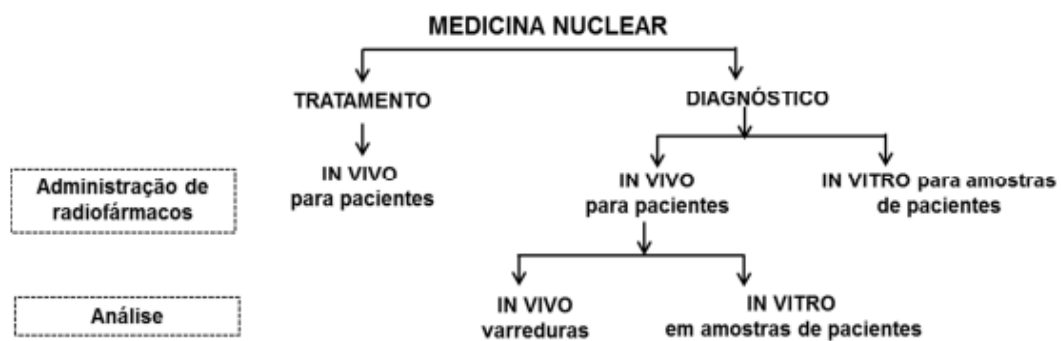 MEDICINA NUCLEAR
TRATAMENTO
DIAGNÓSTICO
Administração de
radiofármacos
IN VIVO
para pacientes
IN VIVO
para pacientes
IN VITRO para amostras
de pacientes
Análise
IN VIVO
varreduras
IN VITRO
em amostras de pacientes